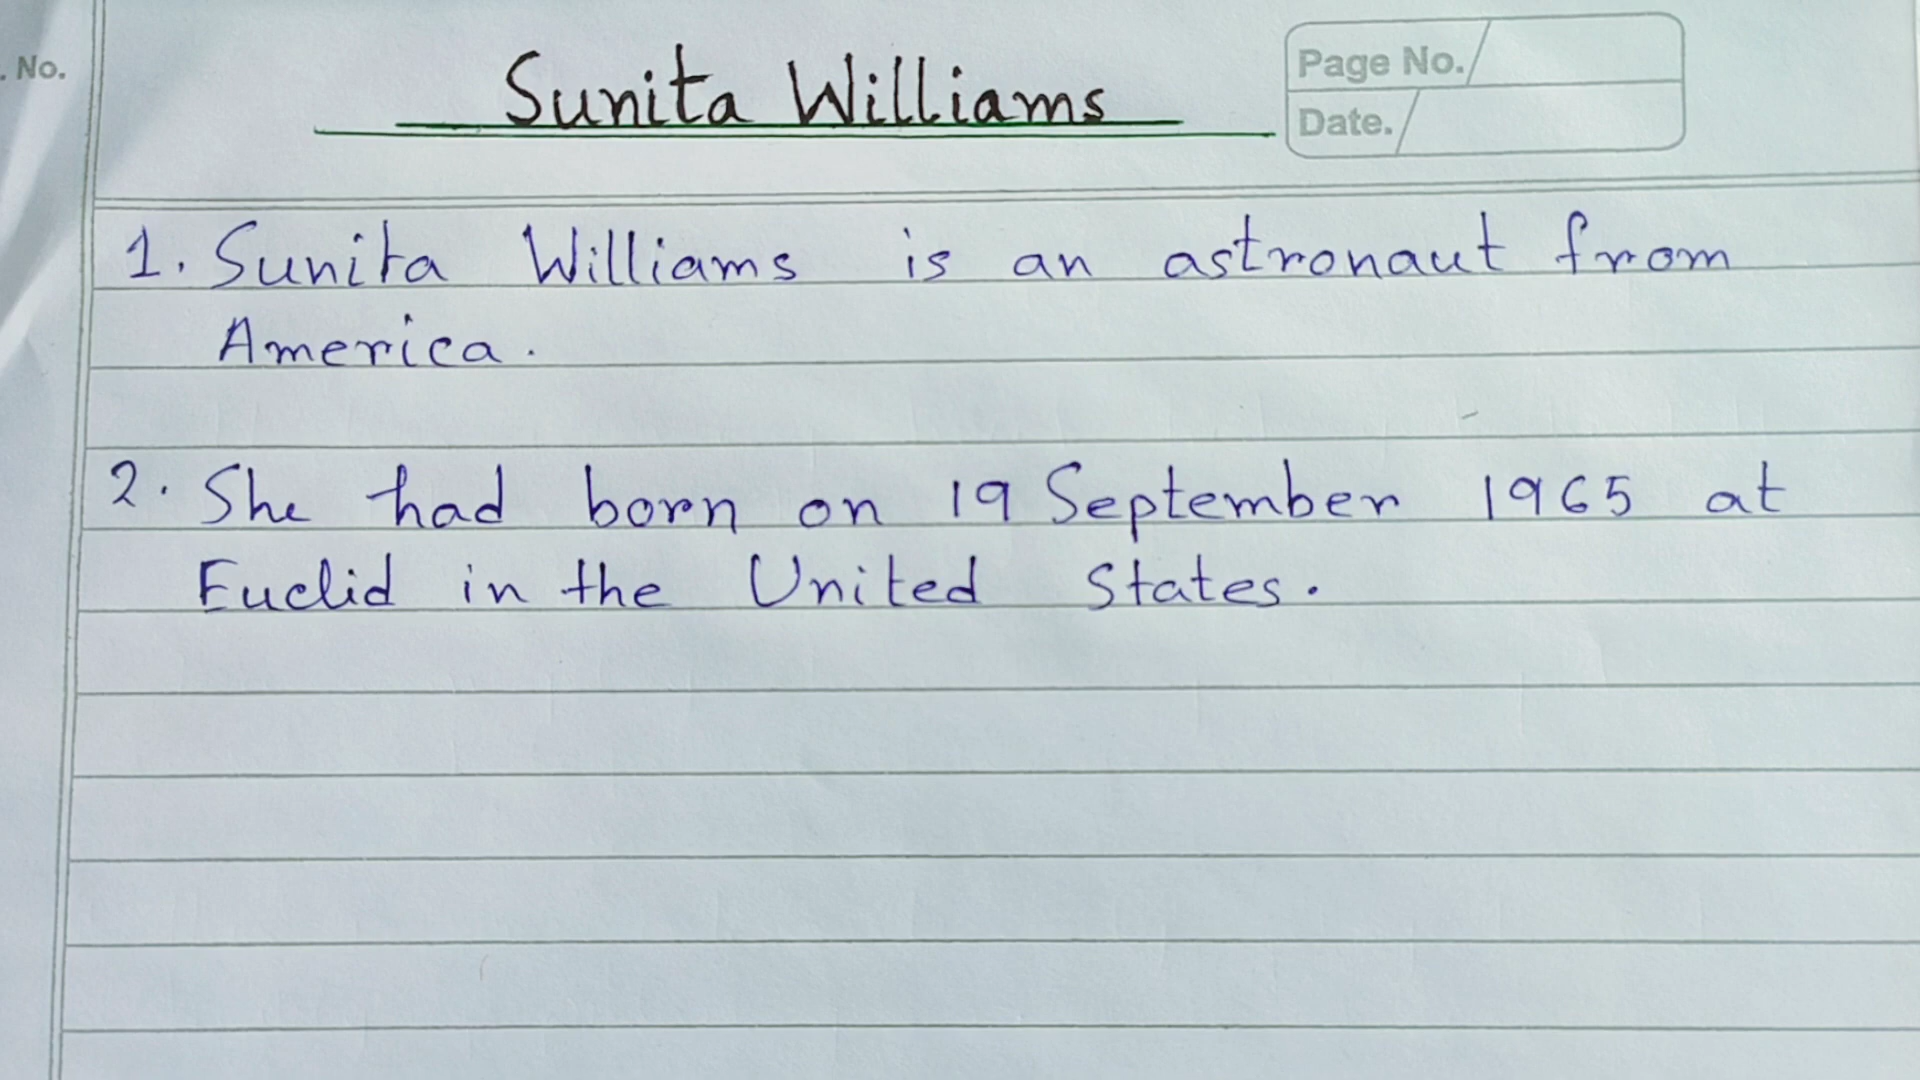 . No.
Sunita Williams
Page No.
Date.
1. Sunita Williams is an astronaut from
America.
2. She had born on 19 September 1965 at
Euclid in the United States.